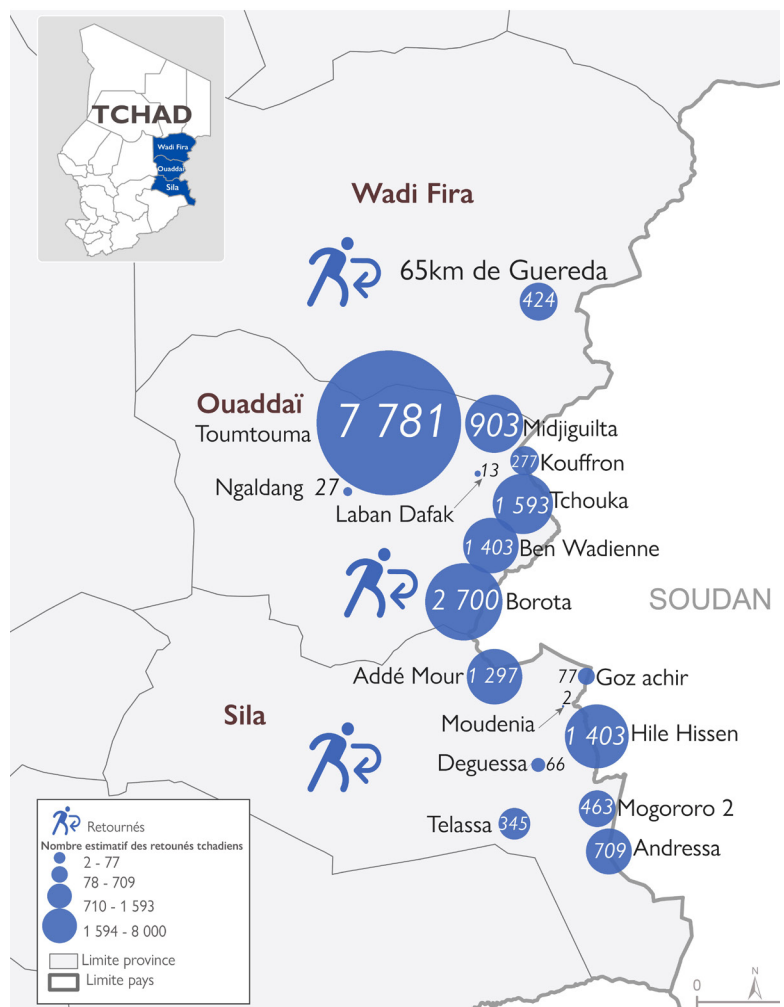 TCHAD
Wadi Fira
Ouaddaï
Sila
Wadi Fira
65km de Guereda
424
Ouaddaï
Toumtouma
7 781
903
Midjiguilta
277
Kouffron
13
Ngaldang
27
Laban Dafak
1 593
Tchouka
1 403
Ben Wadienne
2 700
Borota
SOUDAN
Addé Mour
1 297
77
Goz achir
2
Sila
Moudenia
1 403
Hile Hissen
Deguessa
66
463
Mogororo 2
Telassa
345
709
Andressa
Retournés
Nombre estimatif des retounés tchadiens
2 - 77
78 - 709
710 - 1 593
1 594 - 8 000
Limite province
Limite pays
N
0